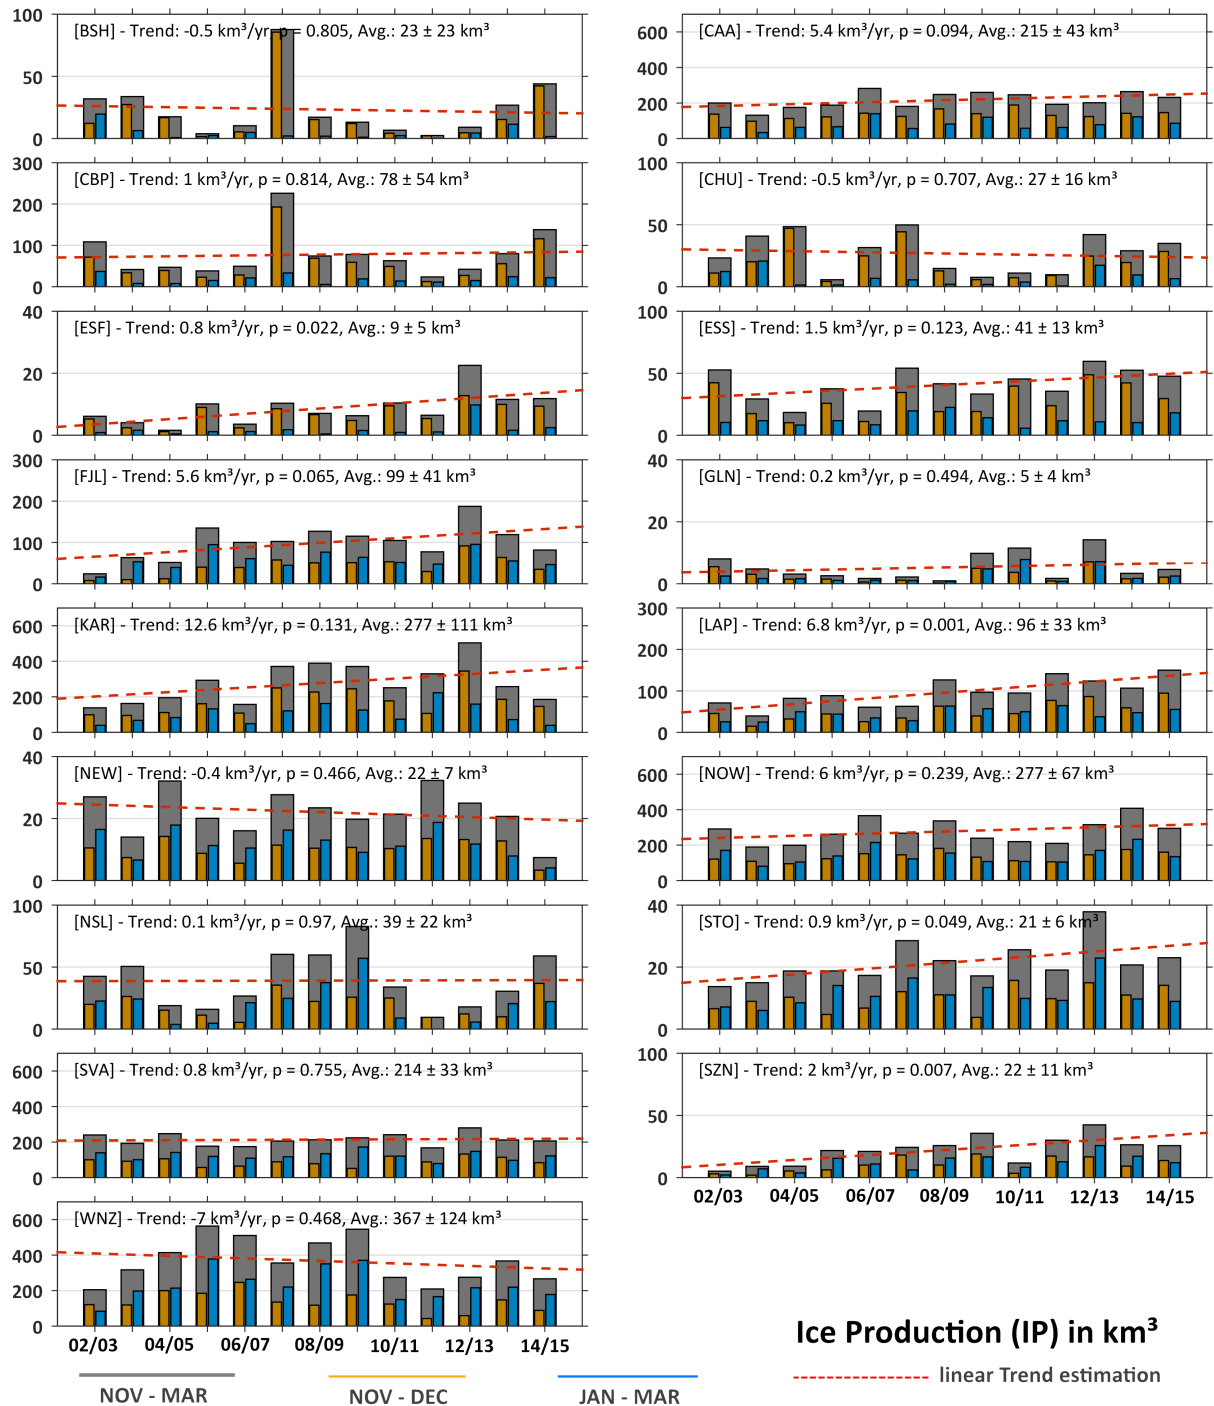 [BSH] - Trend: -0.5 km³/yr, p = 0.805, Avg.: 23 ± 23 km³
100
50
0
[CAA] - Trend: 5.4 km³/yr, p = 0.094, Avg.: 215 ± 43 km³
600
400
200
0
[CBP] - Trend: 1 km³/yr, p = 0.814, Avg.: 78 ± 54 km³
300
200
100
0
[CHU] - Trend: -0.5 km³/yr, p = 0.707, Avg.: 27 ± 16 km³
100
50
0
[ESF] - Trend: 0.8 km³/yr, p = 0.022, Avg.: 9 ± 5 km³
40
20
0
[ESS] - Trend: 1.5 km³/yr, p = 0.123, Avg.: 41 ± 13 km³
100
50
0
[FJL] - Trend: 5.6 km³/yr, p = 0.065, Avg.: 99 ± 41 km³
300
200
100
0
[GLN] - Trend: 0.2 km³/yr, p = 0.494, Avg.: 5 ± 4 km³
40
20
0
[KAR] - Trend: 12.6 km³/yr, p = 0.131, Avg.: 277 ± 111 km³
600
400
200
0
[LAP] - Trend: 6.8 km³/yr, p = 0.001, Avg.: 96 ± 33 km³
300
200
100
0
[NEW] - Trend: -0.4 km³/yr, p = 0.466, Avg.: 22 ± 7 km³
40
20
0
[NOW] - Trend: 6 km³/yr, p = 0.239, Avg.: 277 ± 67 km³
600
400
200
0
[NSL] - Trend: 0.1 km³/yr, p = 0.97, Avg.: 39 ± 22 km³
100
50
0
[STO] - Trend: 0.9 km³/yr, p = 0.049, Avg.: 21 ± 6 km³
40
20
0
[SVA] - Trend: 0.8 km³/yr, p = 0.755, Avg.: 214 ± 33 km³
600
400
200
0
[SZN] - Trend: 2 km³/yr, p = 0.007, Avg.: 22 ± 11 km³
100
50
0
02/03 04/05 06/07 08/09 10/11 12/13 14/15
[WNZ] - Trend: -7 km³/yr, p = 0.468, Avg.: 367 ± 124 km³
600
400
200
0
02/03 04/05 06/07 08/09 10/11 12/13 14/15
Ice Production (IP) in km³
NOV - MAR
NOV - DEC
JAN - MAR
linear Trend estimation